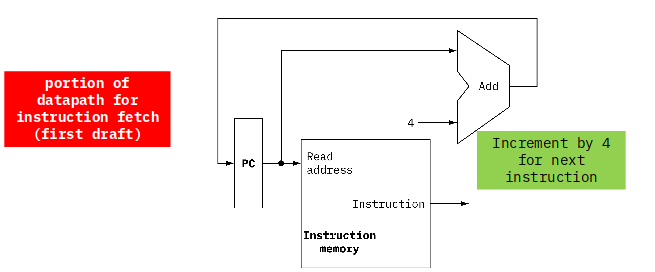 portion of
datapath for
instruction fetch
(first draft)
Add
4
Increment by 4
for next
instruction
PC
Read
address
Instruction
Instruction
memory